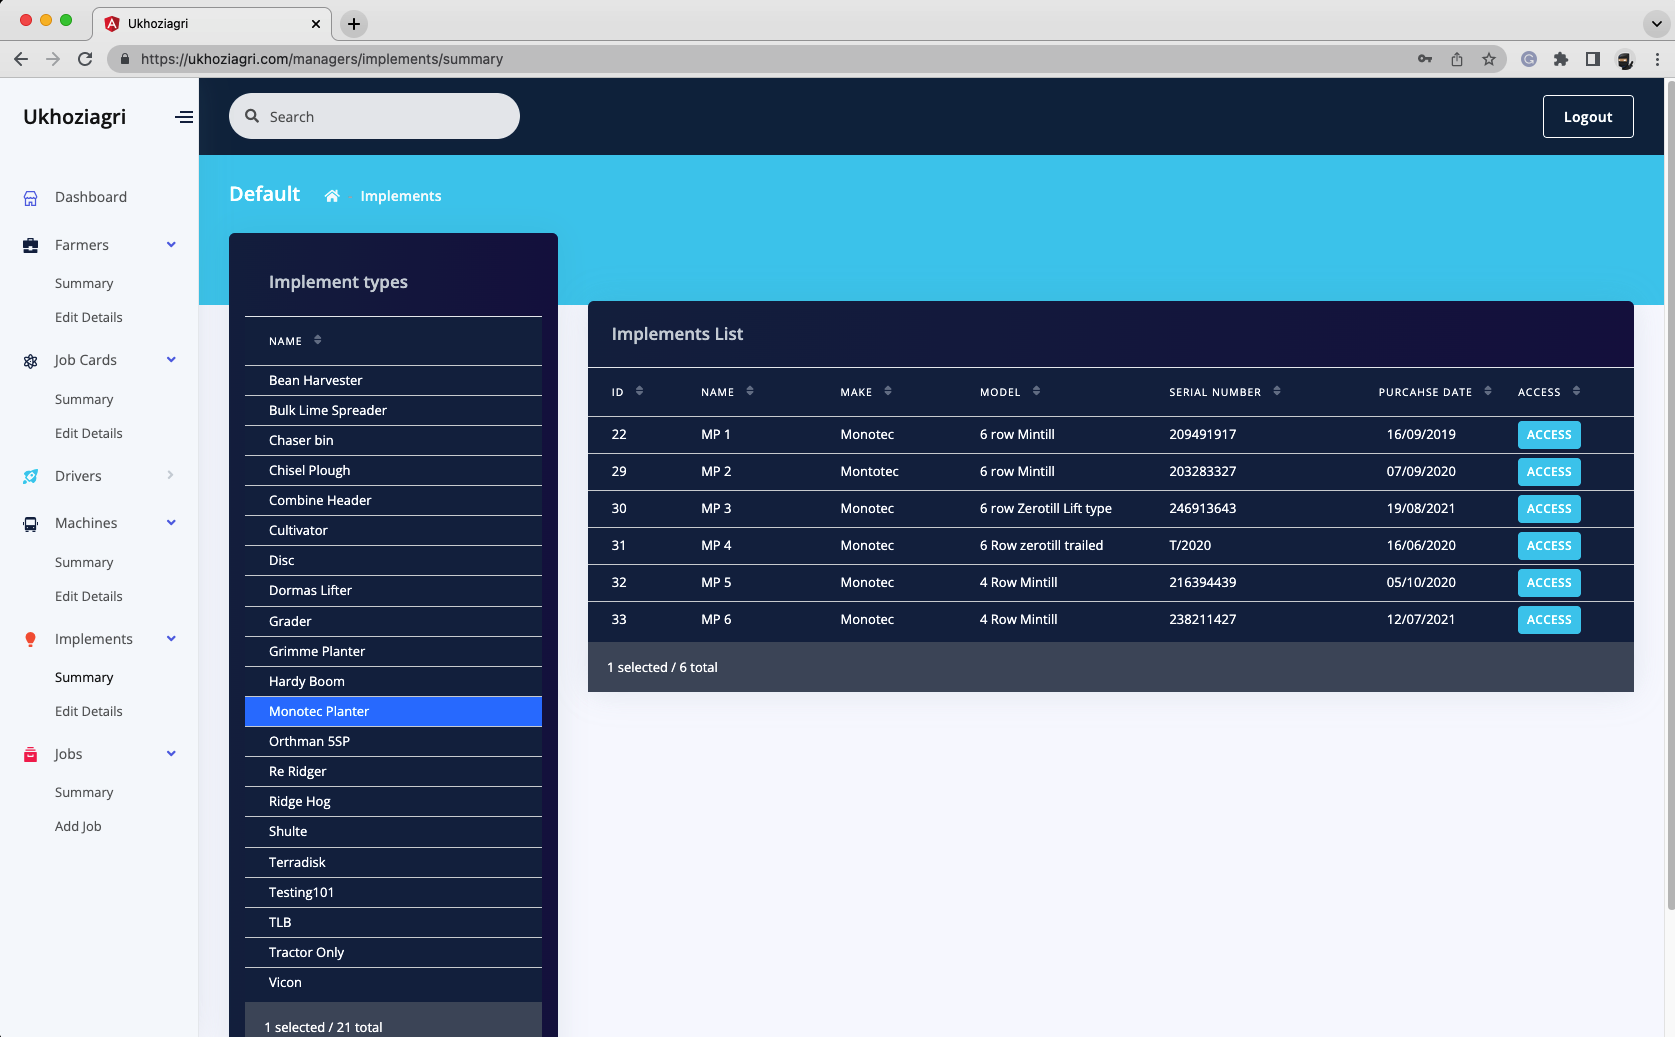 Ukhoziagri
https://ukhoziagri.com/managers/implements/summary
Ukhoziagri
Search
Logout
Dashboard
Farmers
Summary
Edit Details
Job Cards
Summary
Edit Details
Drivers
Machines
Summary
Edit Details
Implements
Summary
Edit Details
Jobs
Summary
Add Job
Default Implements
Implement types
NAME
Bean Harvester
Bulk Lime Spreader
Chaser bin
Chisel Plough
Combine Header
Cultivator
Disc
Dormas Lifter
Grader
Grimme Planter
Hardy Boom
Monotec Planter
Orthman 5SP
Re Ridger
Ridge Hog
Shulte
Terradisk
Testing101
TLB
Tractor Only
Vicon
1 selected / 21 total
Implements List
ID NAME MAKE MODEL SERIAL NUMBER PURCAHSE DATE ACCESS
22 MP 1 Monotec 6 row Mintill 209491917 16/09/2019 ACCESS
29 MP 2 Montotec 6 row Mintill 203283327 07/09/2020 ACCESS
30 MP 3 Monotec 6 row Zerotill Lift type 246913643 19/08/2021 ACCESS
31 MP 4 Monotec 6 Row zerotill trailed T/2020 16/06/2020 ACCESS
32 MP 5 Monotec 4 Row Mintill 216394439 05/10/2020 ACCESS
33 MP 6 Monotec 4 Row Mintill 238211427 12/07/2021 ACCESS
1 selected / 6 total